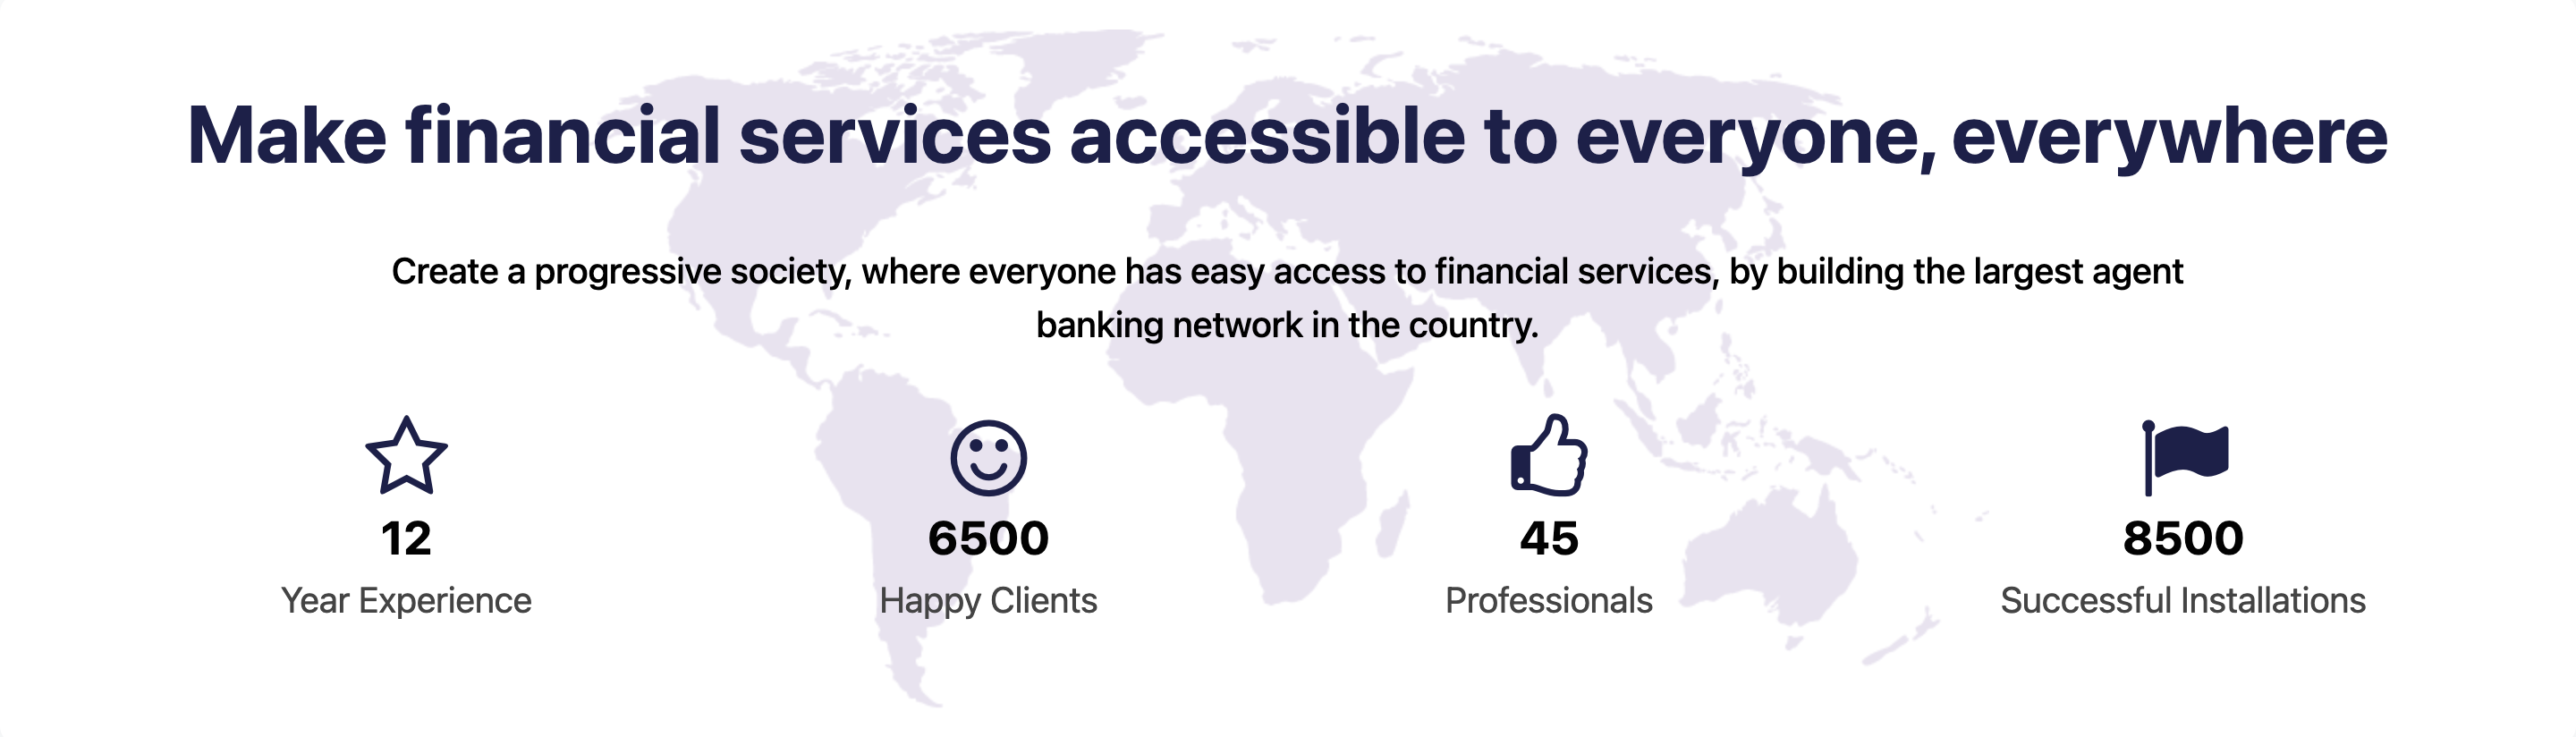 Make financial services accessible to everyone, everywhere
Create a progressive society, where everyone has easy access to financial services, by building the largest agent
banking network in the country.
12
Year Experience
6500
Happy Clients
45
Professionals
8500
Successful Installations